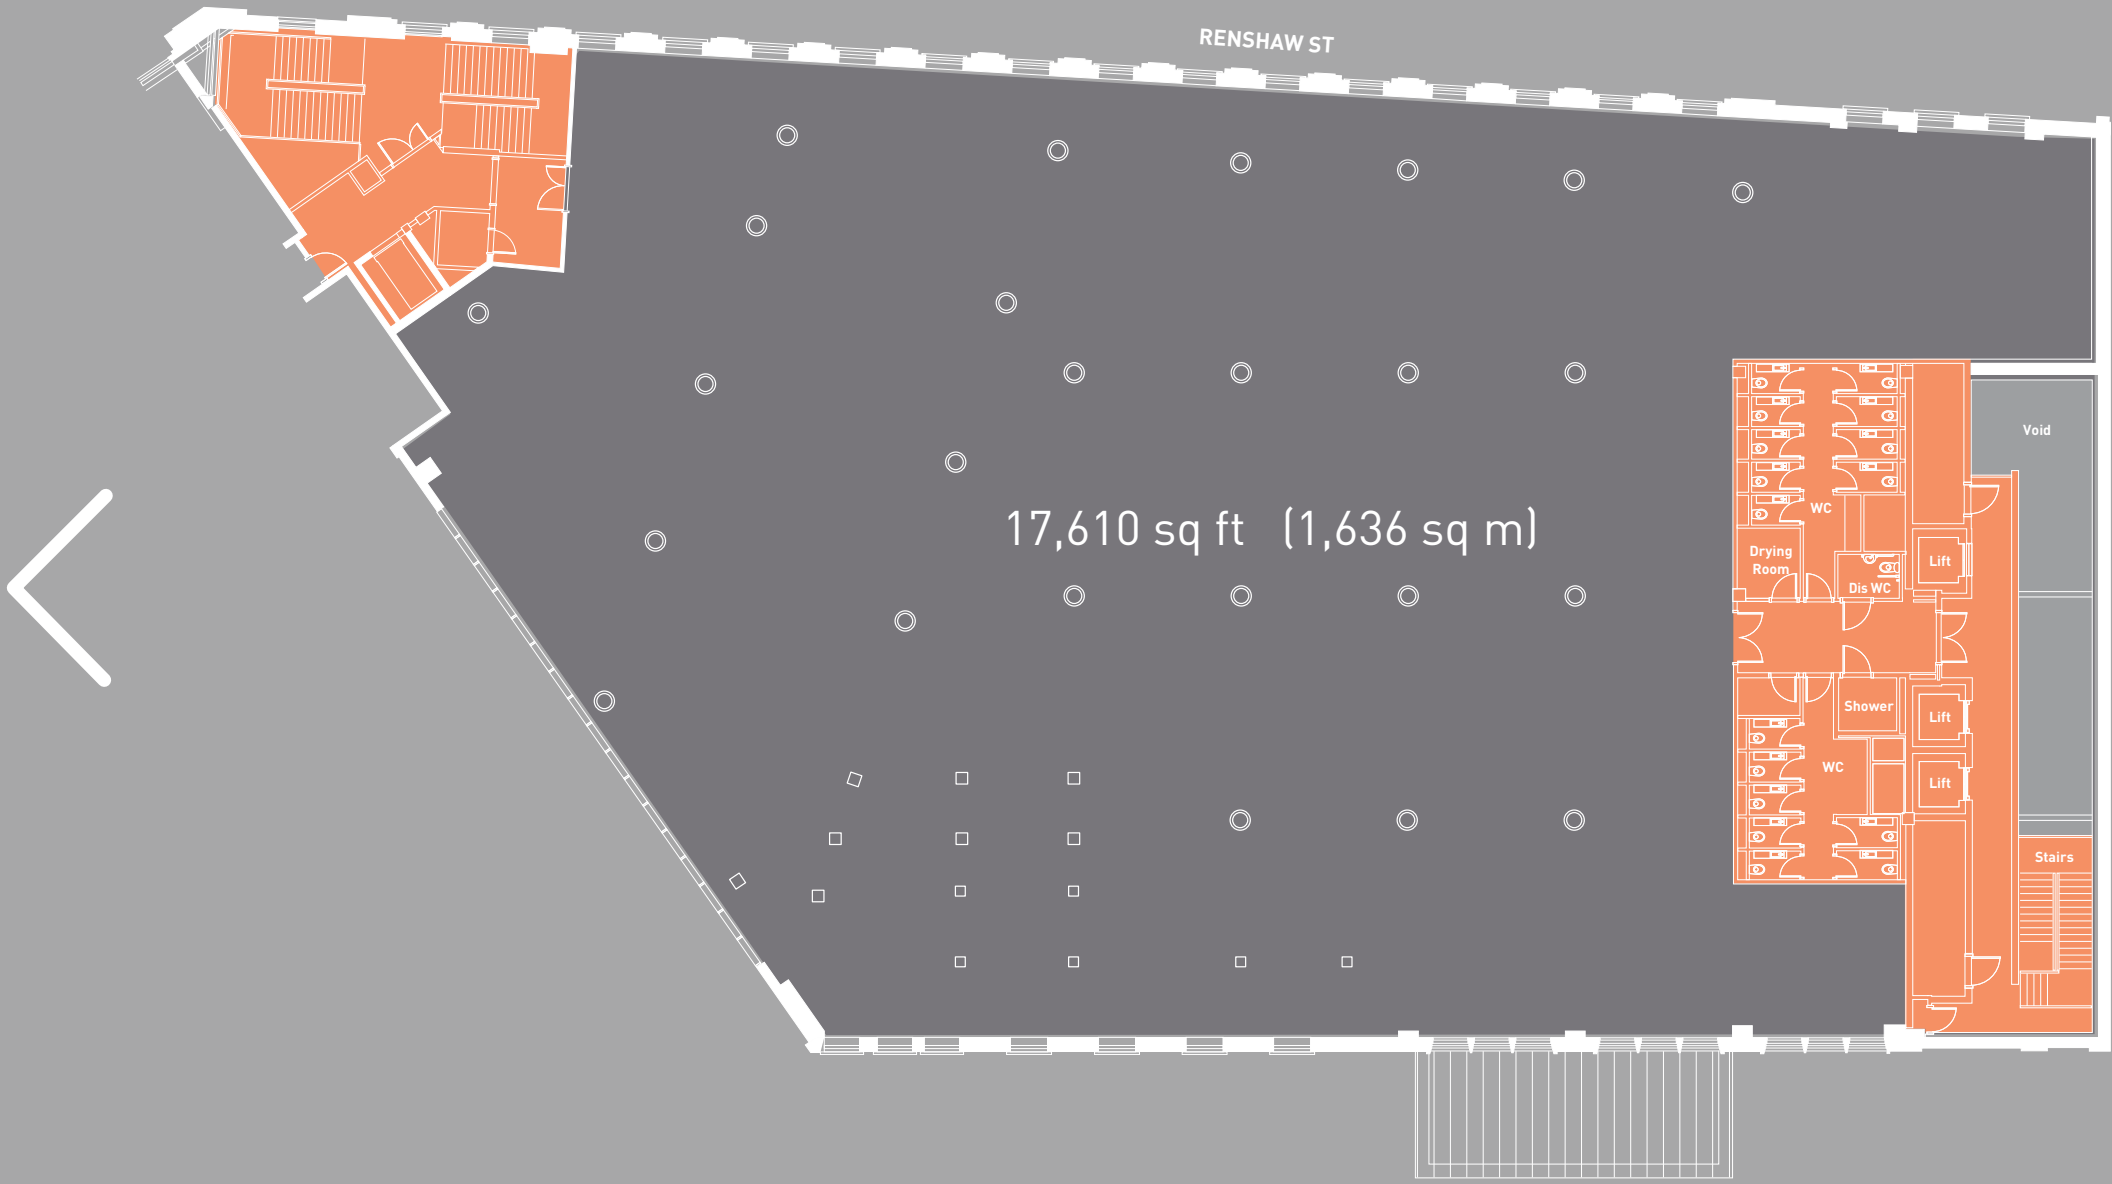 RENSHAW ST
Void
17,610 sq ft (1,636 sq m)
WC
Drying
Room
Lift
Dis WC
Shower
Lift
WC
Lift
Stairs